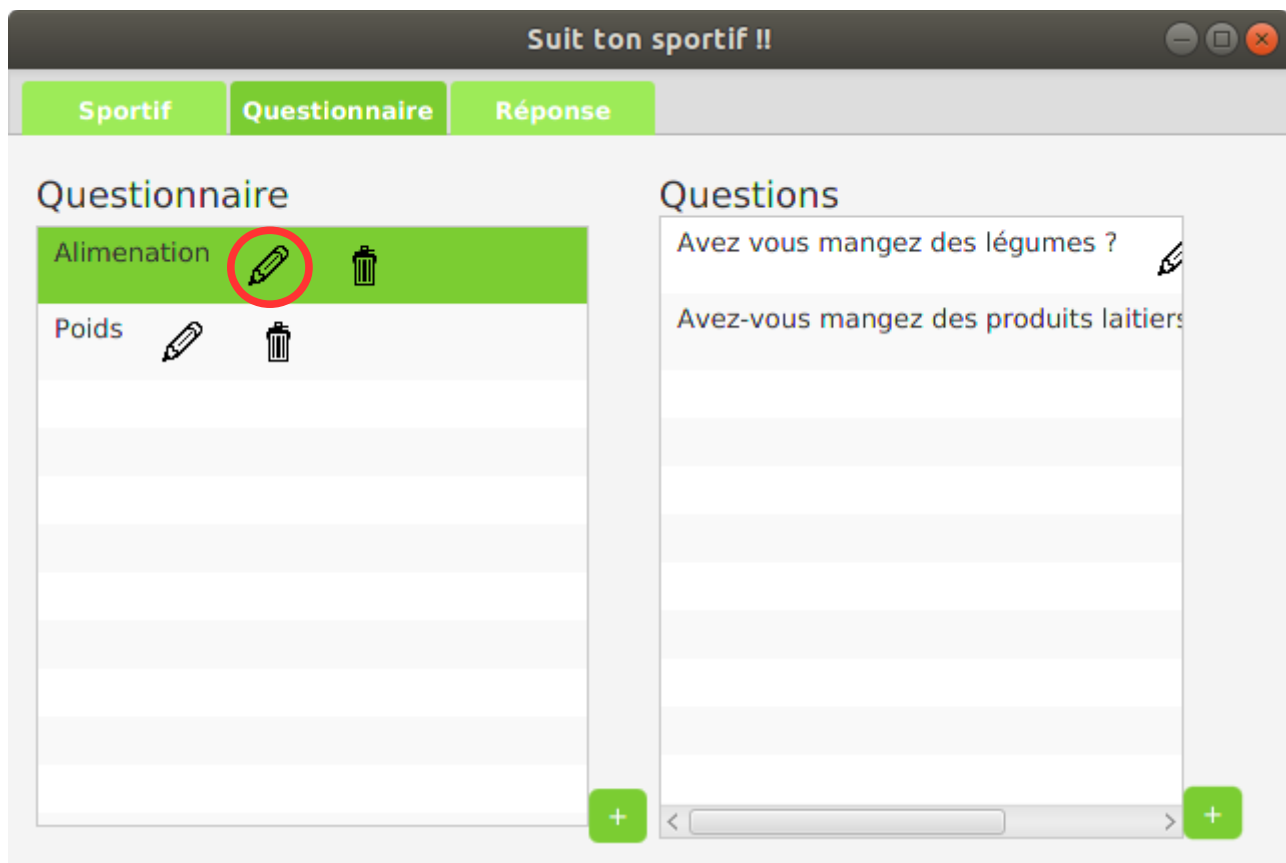 Suit ton sportif !!
Sportif Questionnaire Réponse
Questionnaire
Alimenation
Poids
+
Questions
Avez vous mangez des légumes ?
Avez-vous mangez des produits laitiers
+